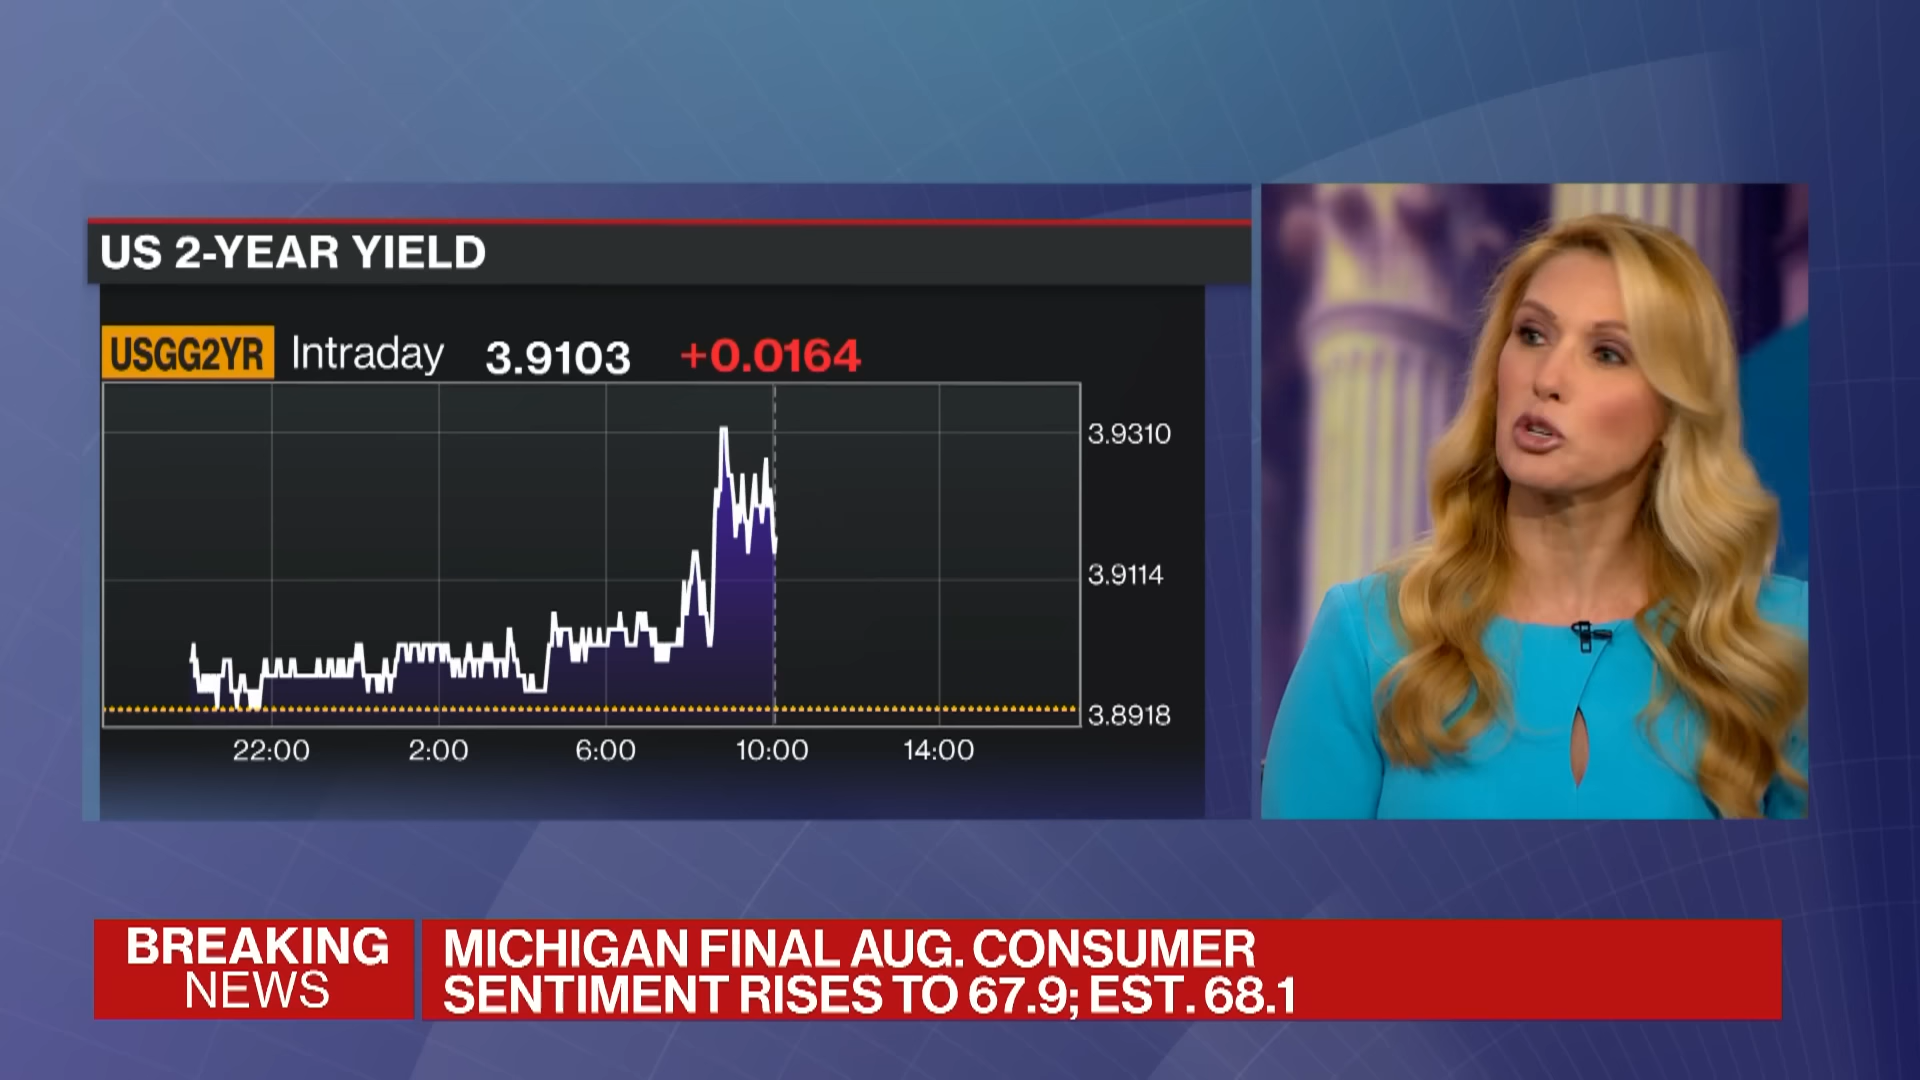 US 2-YEAR YIELD
USGG2YR Intraday 3.9103 +0.0164
3.9310
3.9114
3.8918
22:00 2:00 6:00 10:00 14:00
BREAKING
NEWS
MICHIGAN FINAL AUG. CONSUMER
SENTIMENT RISES TO 67.9; EST. 68.1